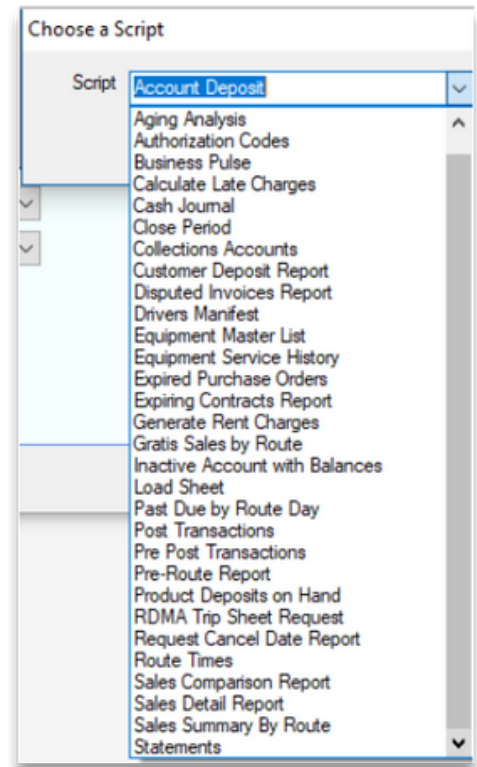 Choose a Script
Script Account Deposit
Aging Analysis
Authorization Codes
Business Pulse
Calculate Late Charges
Cash Journal
Close Period
Collections Accounts
Customer Deposit Report
Disputed Invoices Report
Drivers Manifest
Equipment Master List
Equipment Service History
Expired Purchase Orders
Expiring Contracts Report
Generate Rent Charges
Gratis Sales by Route
Inactive Account with Balances
Load Sheet
Past Due by Route Day
Post Transactions
Pre Post Transactions
Pre-Route Report
Product Deposits on Hand
RDMA Trip Sheet Request
Request Cancel Date Report
Route Times
Sales Comparison Report
Sales Detail Report
Sales Summary By Route
Statements